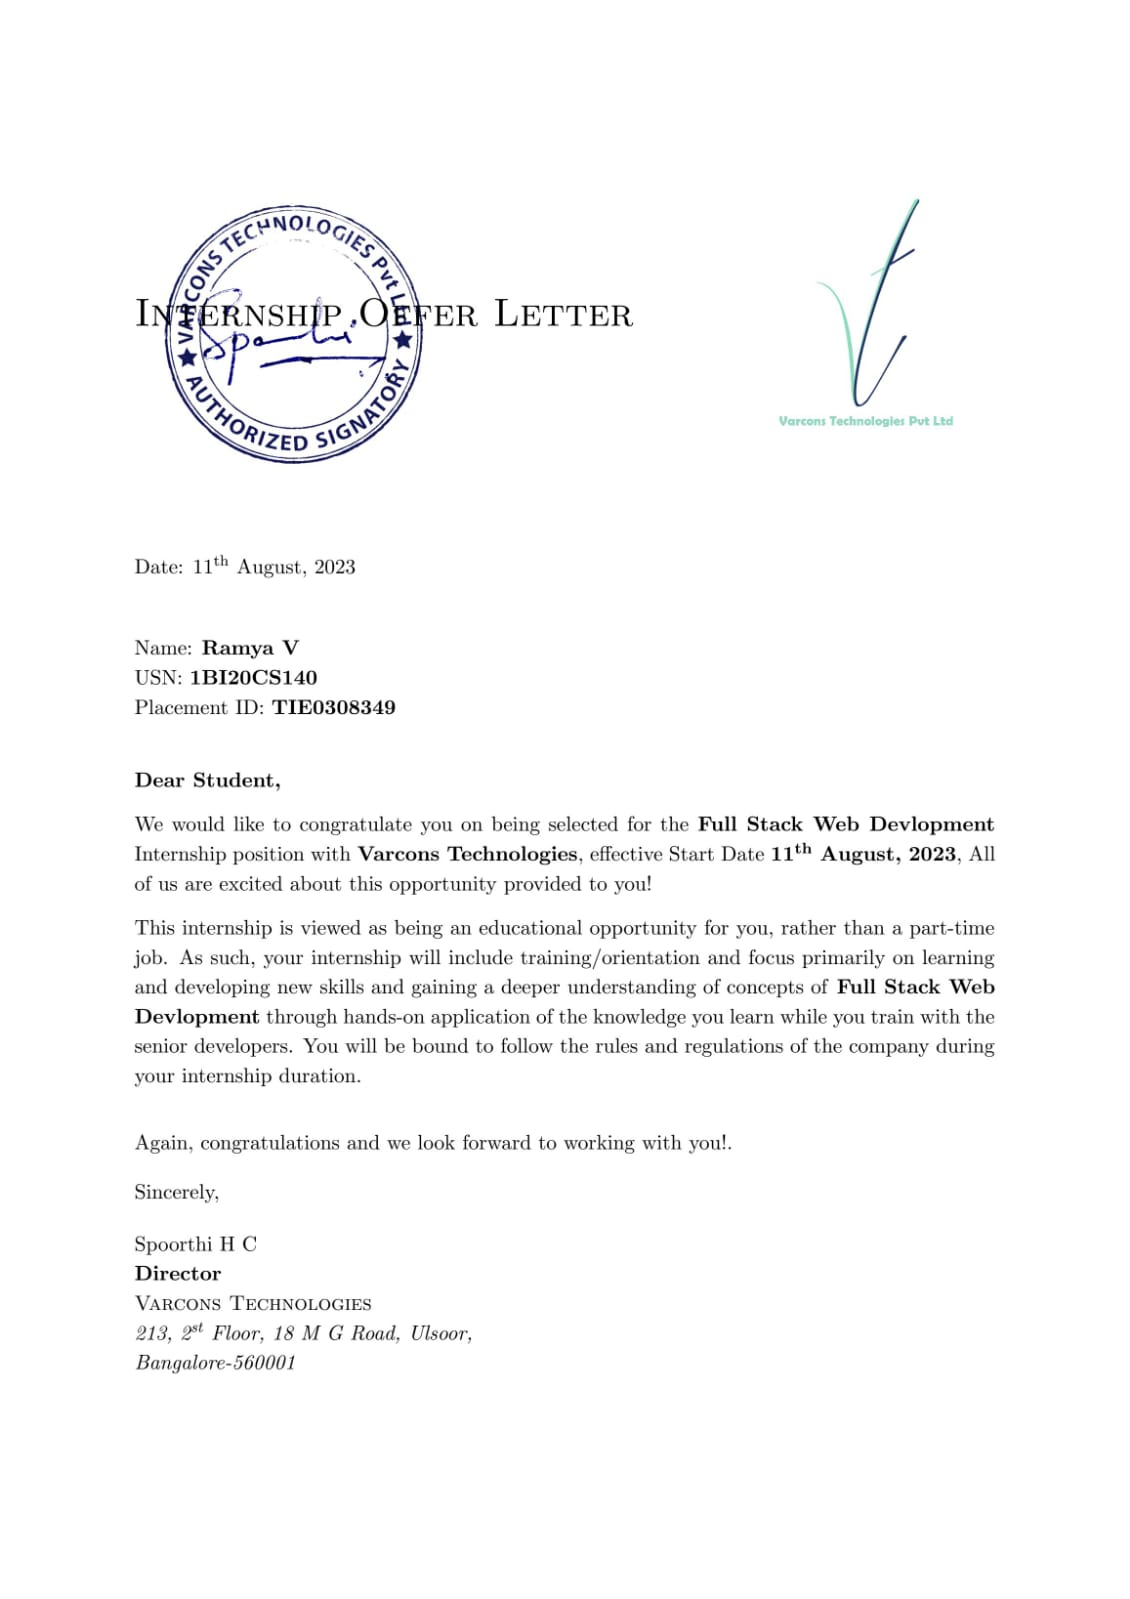 VARCONS TECHNOLOGIES Pvt Ltd
AUTHORIZED SIGNATORY
Internship Offer Letter
Varcons Technologies Pvt Ltd
Date: 11th August, 2023
Name: Ramya V
USN: 1BI20CS140
Placement ID: TIE0308349
Dear Student,
We would like to congratulate you on being selected for the Full Stack Web Devlopment
Internship position with Varcons Technologies, effective Start Date 11th August, 2023, All
of us are excited about this opportunity provided to you!
This internship is viewed as being an educational opportunity for you, rather than a part-time
job. As such, your internship will include training/orientation and focus primarily on learning
and developing new skills and gaining a deeper understanding of concepts of Full Stack Web
Devlopment through hands-on application of the knowledge you learn while you train with the
senior developers. You will be bound to follow the rules and regulations of the company during
your internship duration.
Again, congratulations and we look forward to working with you!.
Sincerely,
Spoorthi H C
Director
Varcons Technologies
213, 2st Floor, 18 M G Road, Ulsoor,
Bangalore-560001